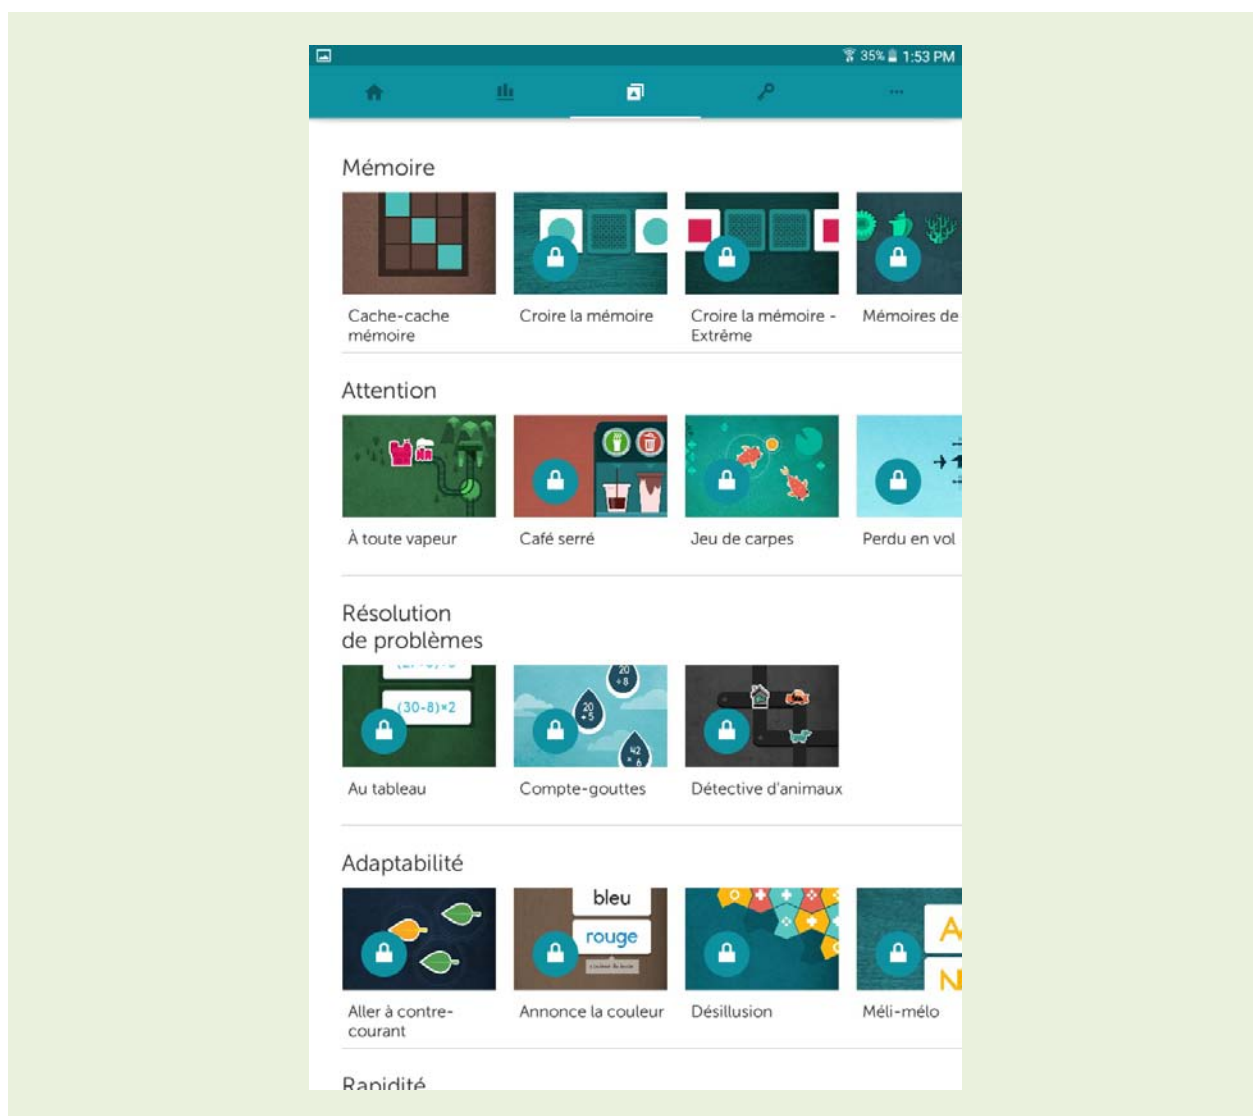 35% 1:53 PM
Mémoire
Cache-cache
mémoire
Croire la mémoire
Croire la mémoire -
Extrême
Mémoires de
Attention
À toute vapeur
Café serré
Jeu de carpes
Perdu en vol
Résolution
de problèmes
(30-8)×2
20
+5
20
+8
42
× 6
Au tableau
Compte-gouttes
Détective d'animaux
Adaptabilité
bleu
rouge
A
N
Aller à contre-
courant
Annonce la couleur
Désillusion
Méli-mélo
Rapidité